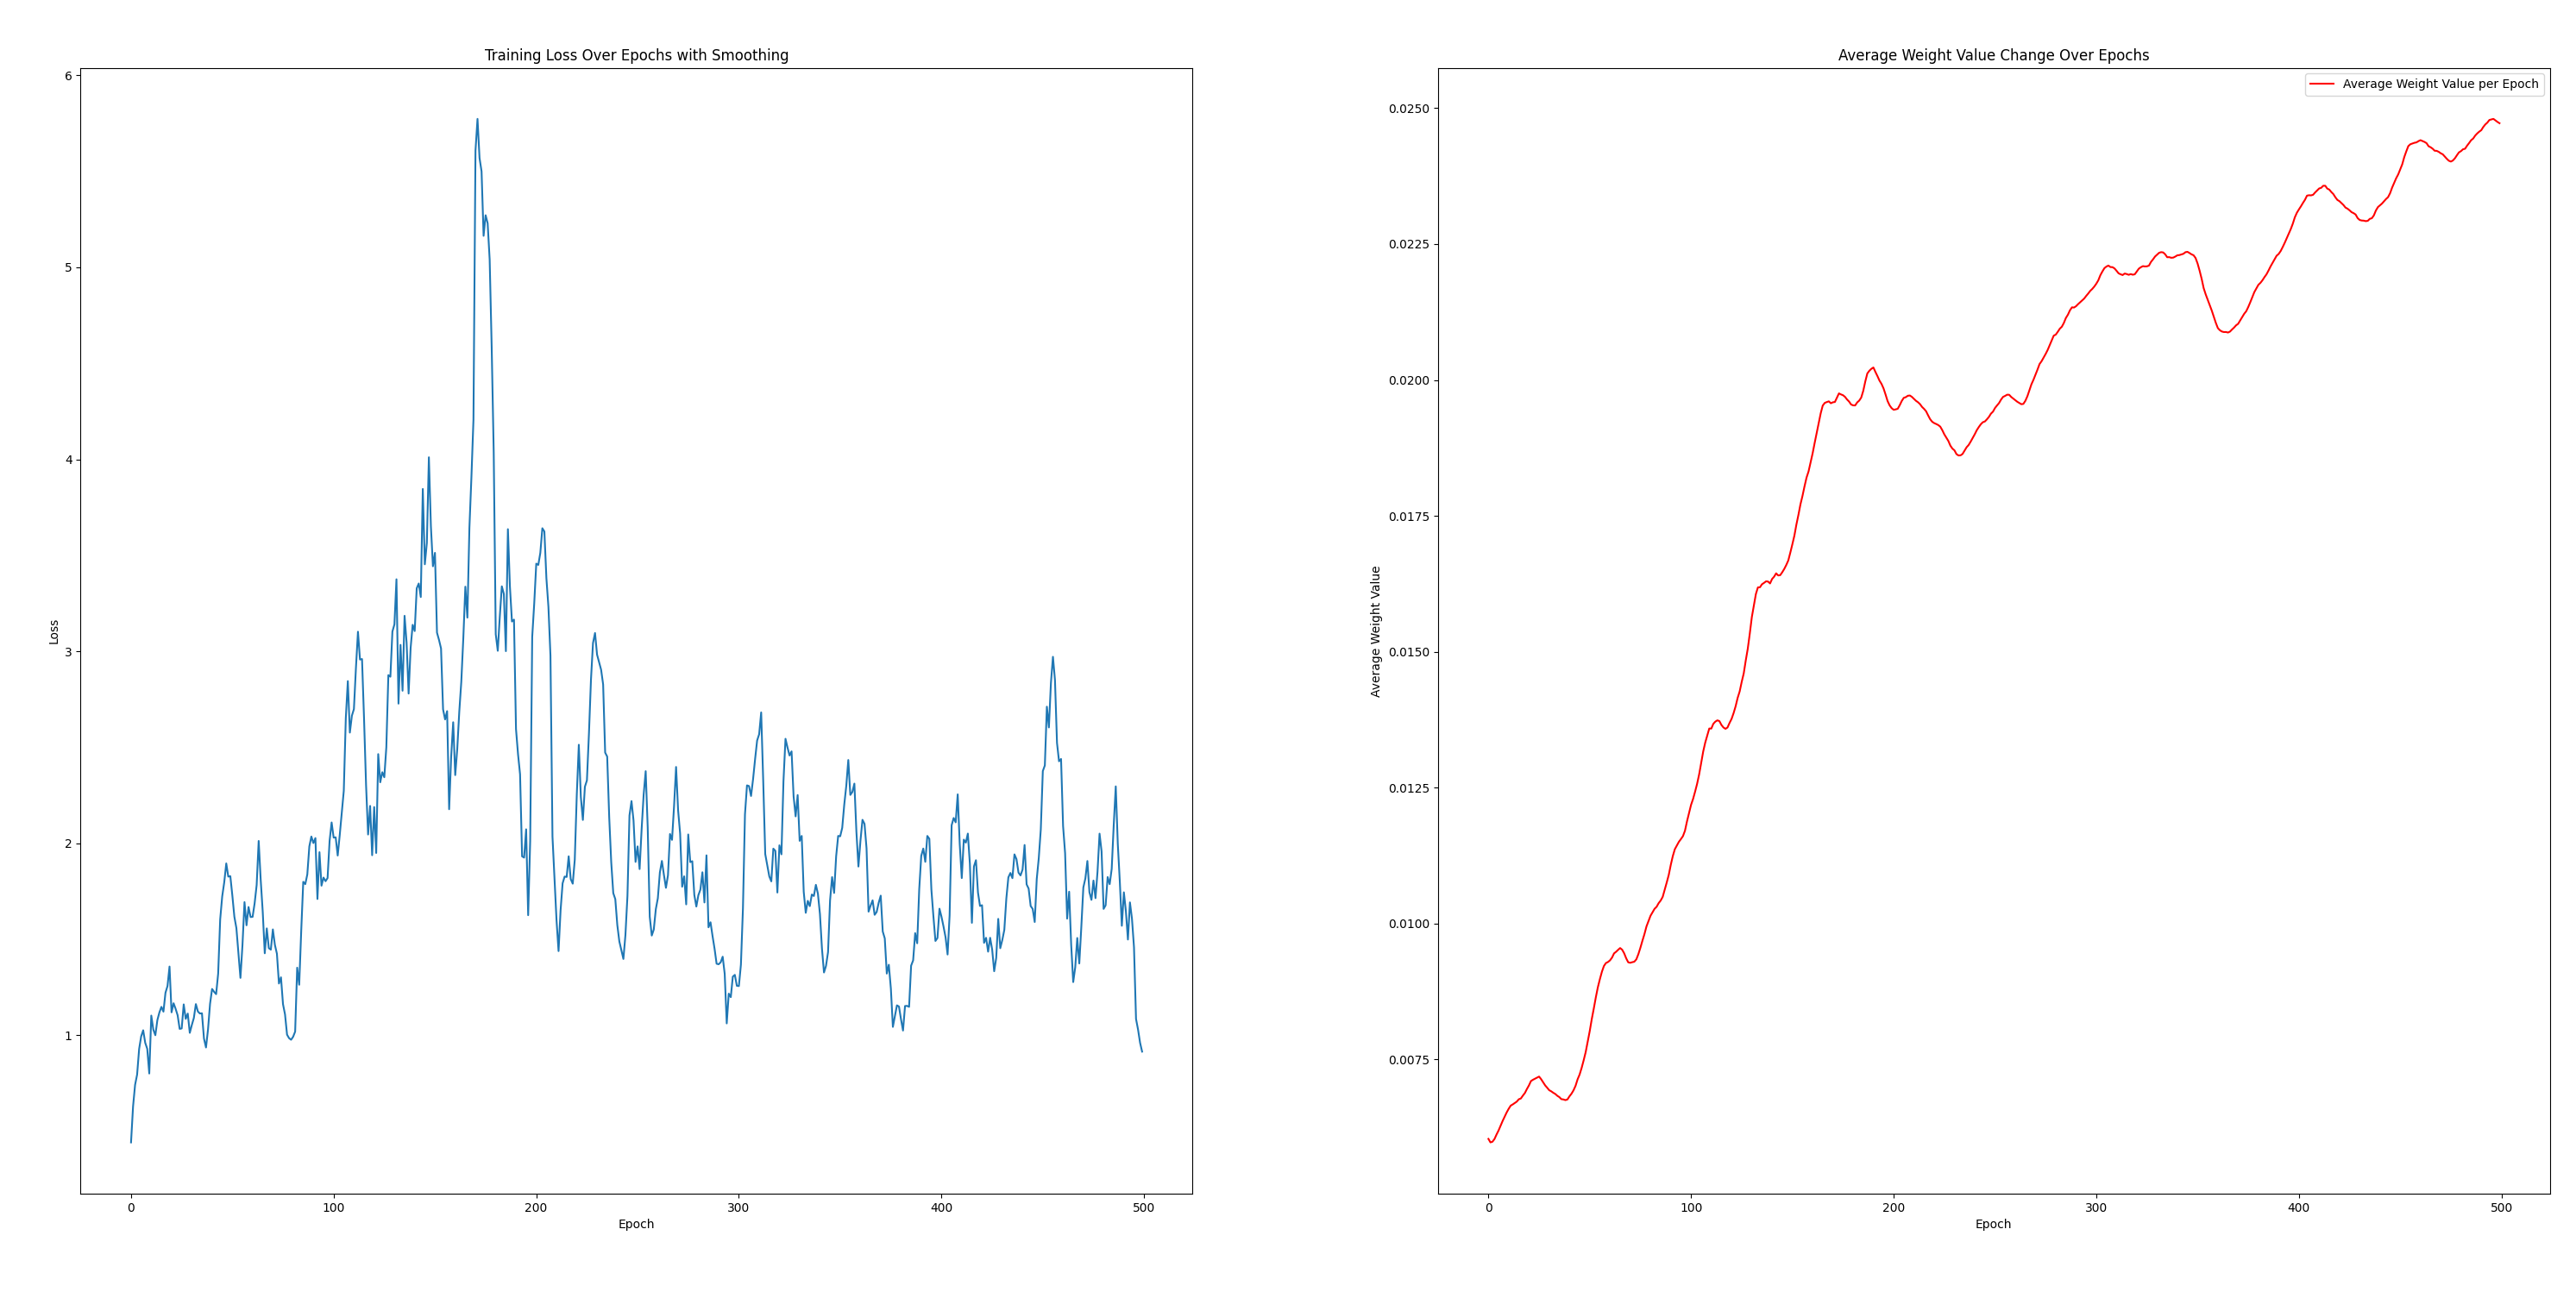 Training Loss Over Epochs with Smoothing
6
5
4
3
2
1
Loss
0 100 200 300 400 500
Epoch
Average Weight Value Change Over Epochs
Average Weight Value per Epoch
0.0250
0.0225
0.0200
0.0175
0.0150
0.0125
0.0100
0.0075
Average Weight Value
0 100 200 300 400 500
Epoch